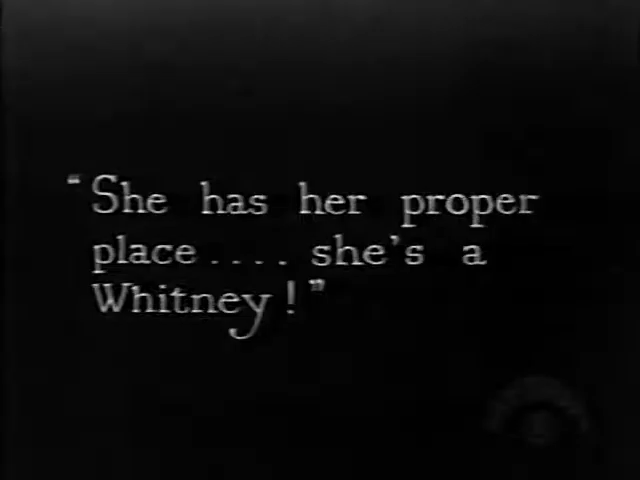 “She has her proper
place.... she's a
Whitney!”